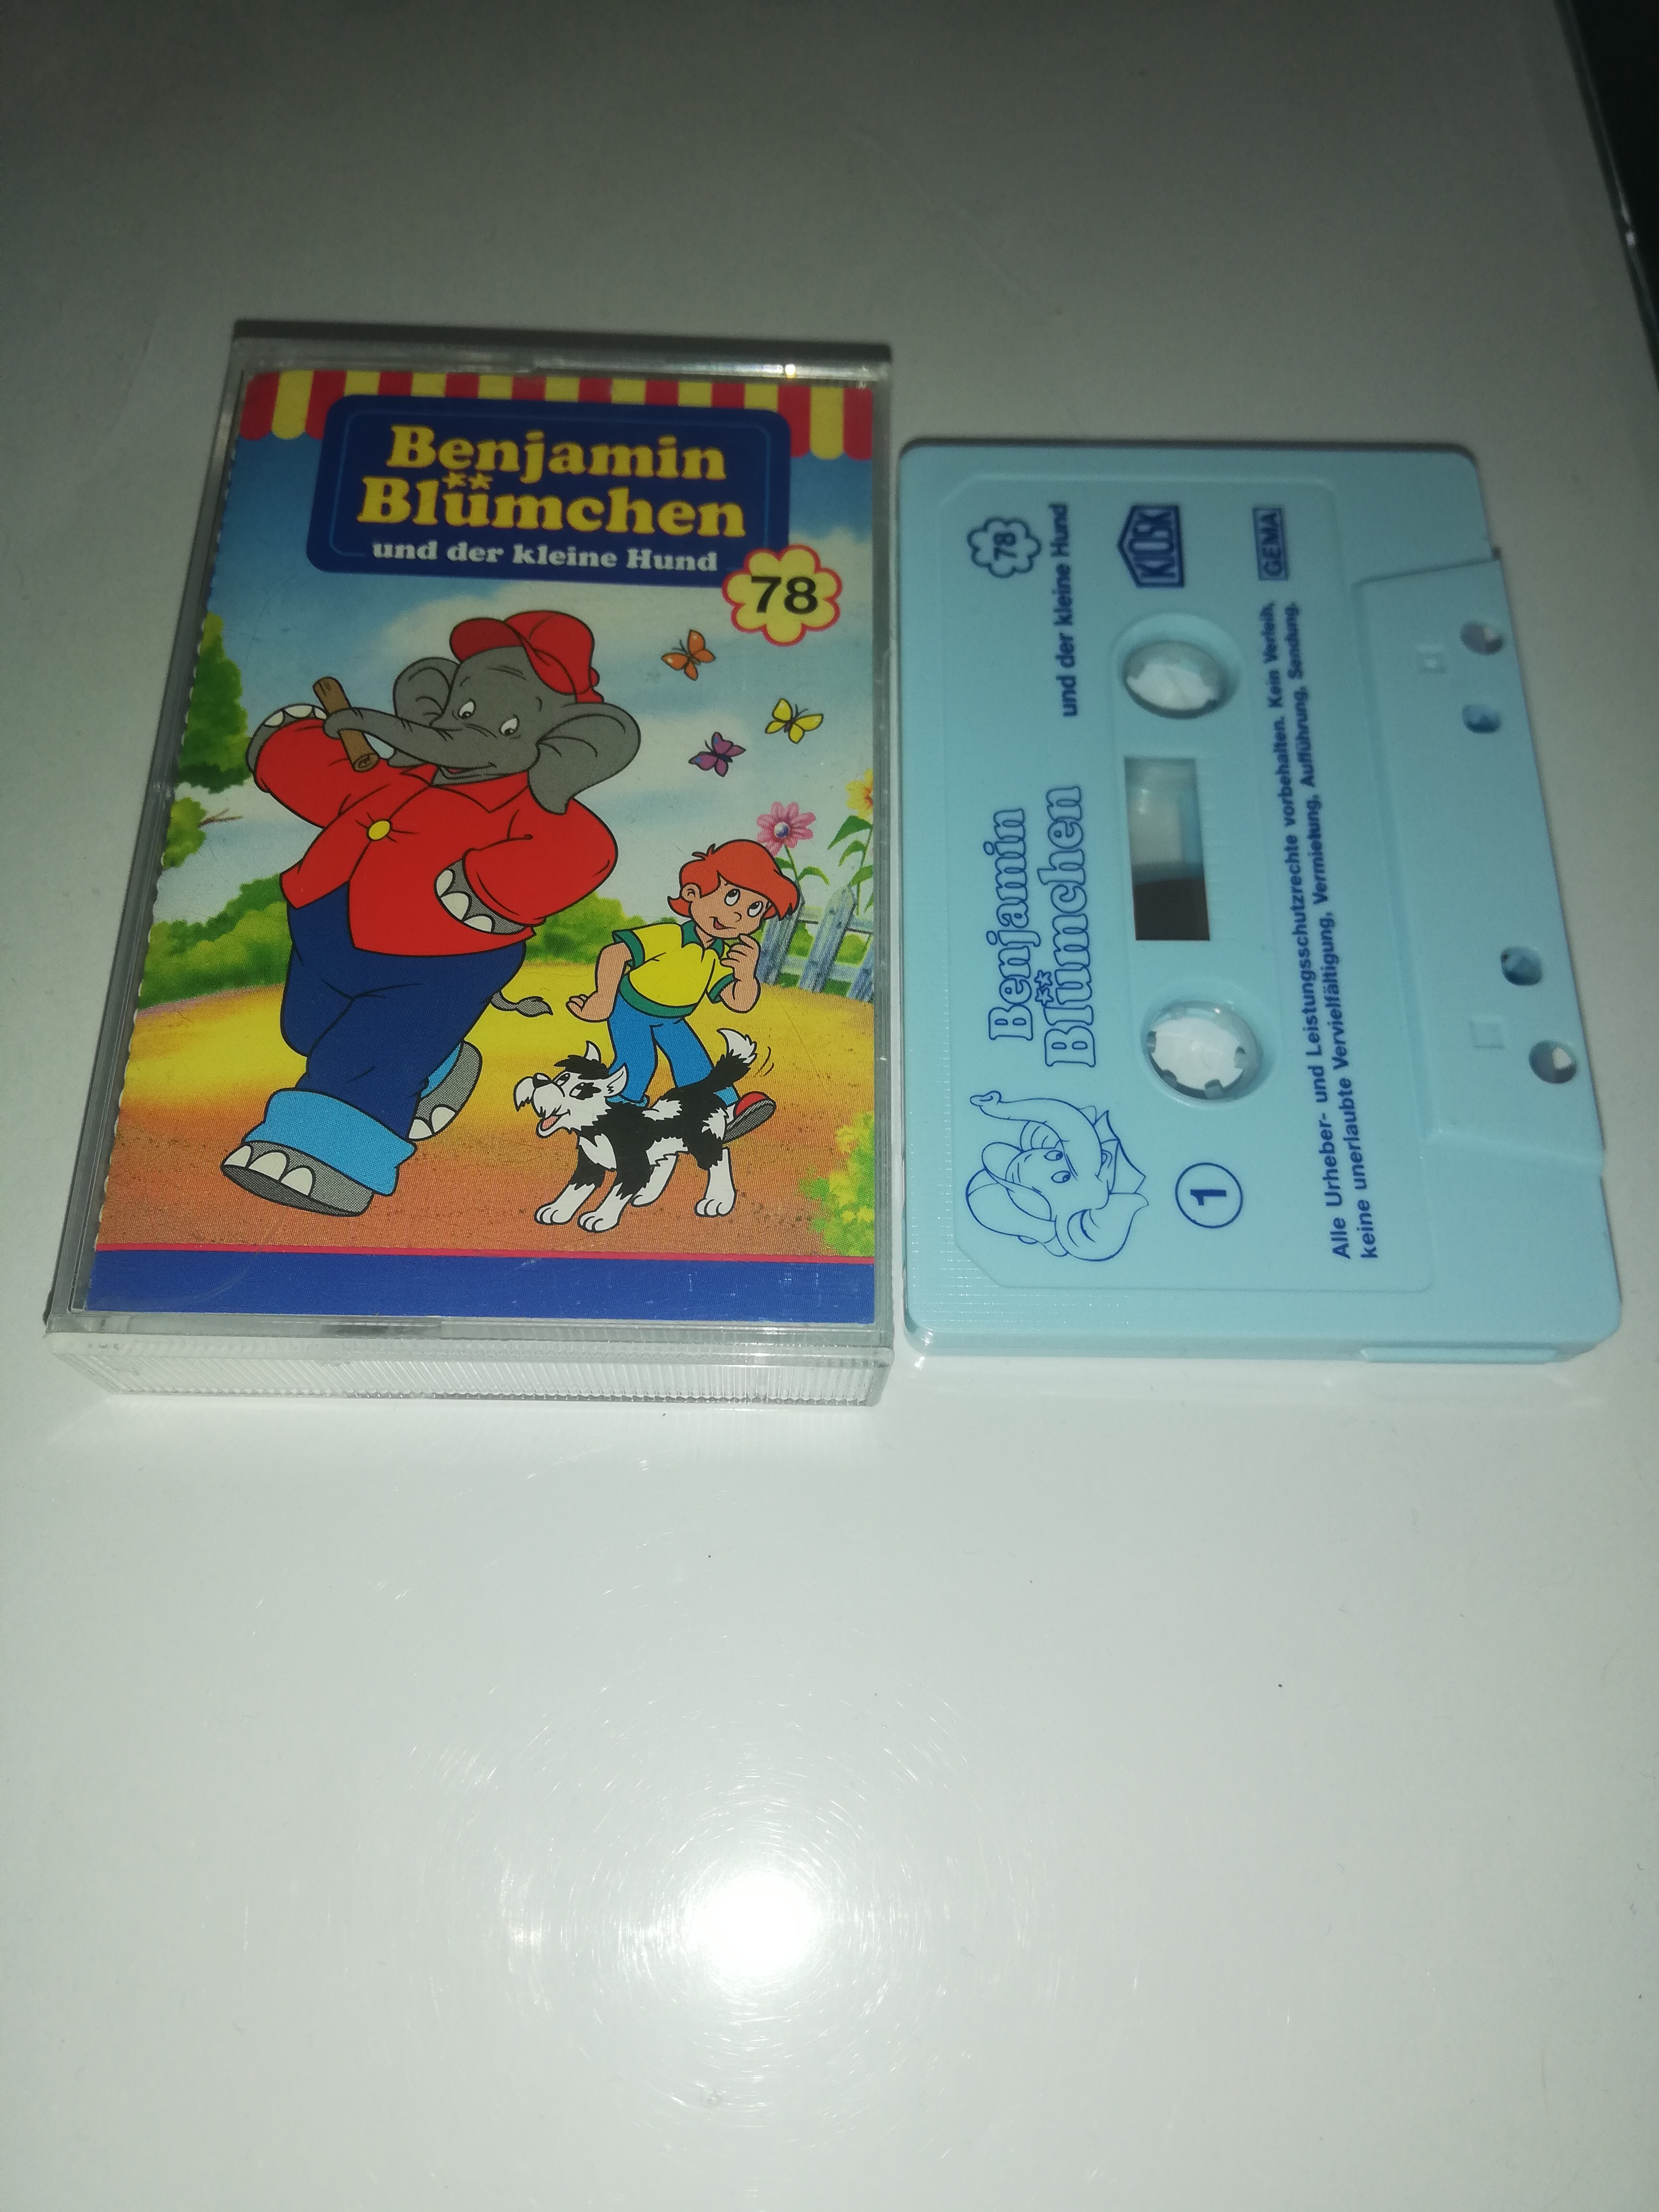 Benjamin
Blümchen
und der kleine Hund
78
Benjamin
Blümchen
78
und der kleine Hund
1
KIOSK
GEMA
Alle Urheber- und Leistungsschutzrechte vorbehalten. Kein Verleih,
keine unerlaubte Vervielfältigung, Vermietung, Aufführung, Sendung.